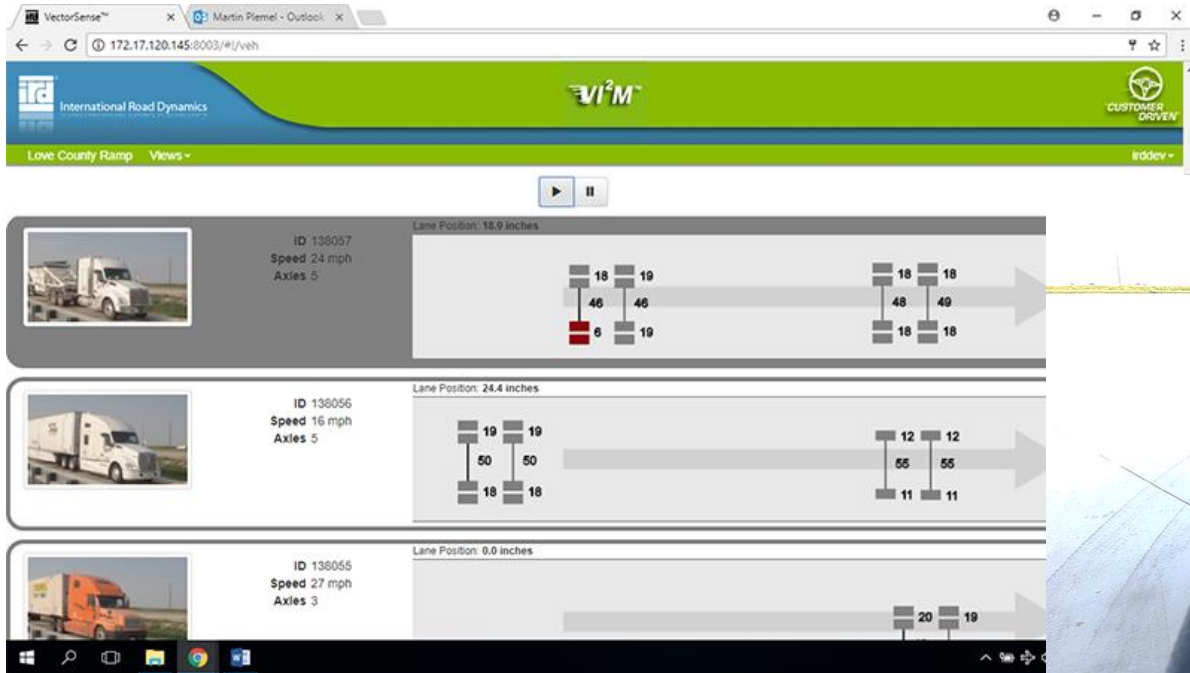 VectorSense™
Martin Plemel - Outlook
172.17.120.145:8003/#!/veh
ird
International Road Dynamics
VI²M™
CUSTOMER DRIVEN
Love County Ramp Views
irddev
Lane Position: 18.9 inches
ID 138057
Speed 24 mph
Axles 5
18 19 18 18
46 46 48 49
6 19 18 18
Lane Position: 24.4 inches
ID 138056
Speed 16 mph
Axles 5
19 19 12 12
50 50 55 55
18 18 11 11
Lane Position: 0.0 inches
ID 138055
Speed 27 mph
Axles 3
20 19